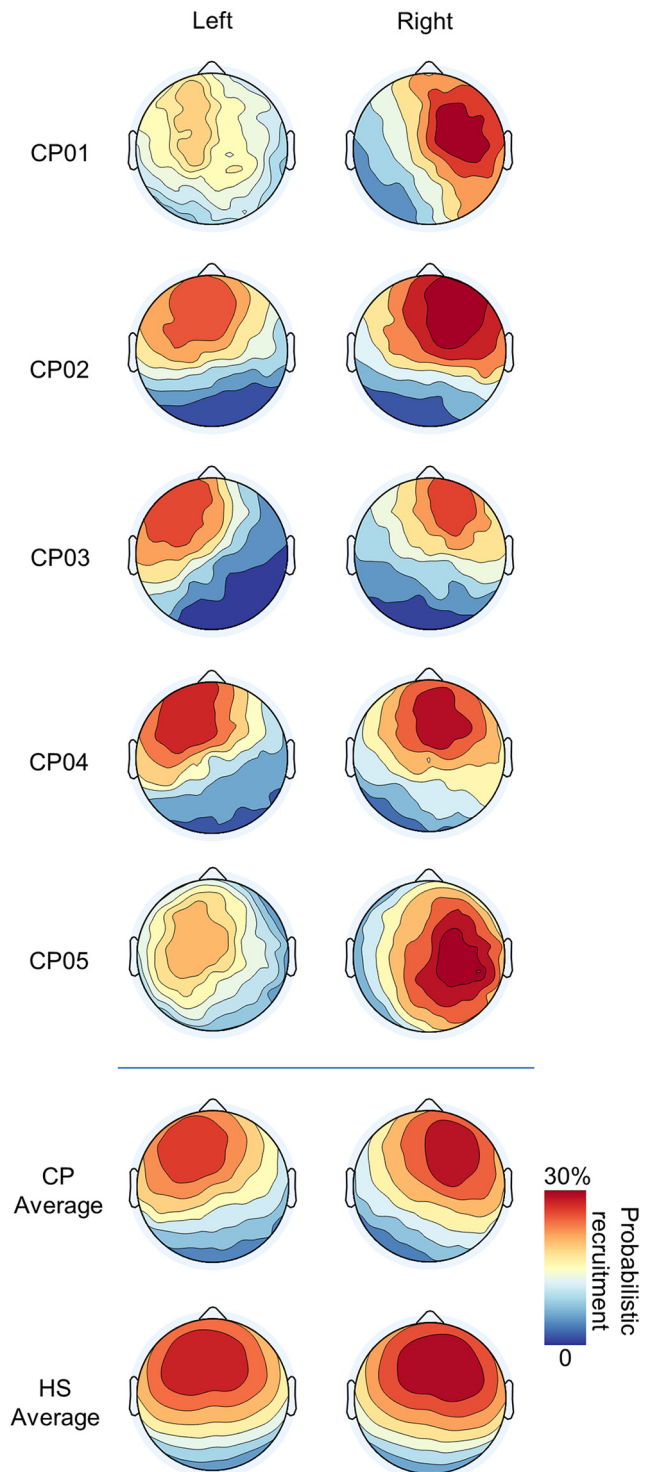 Left Right
CP01
CP02
CP03
CP04
CP05
CP
Average
30%
Probabilistic
recruitment
0
HS
Average